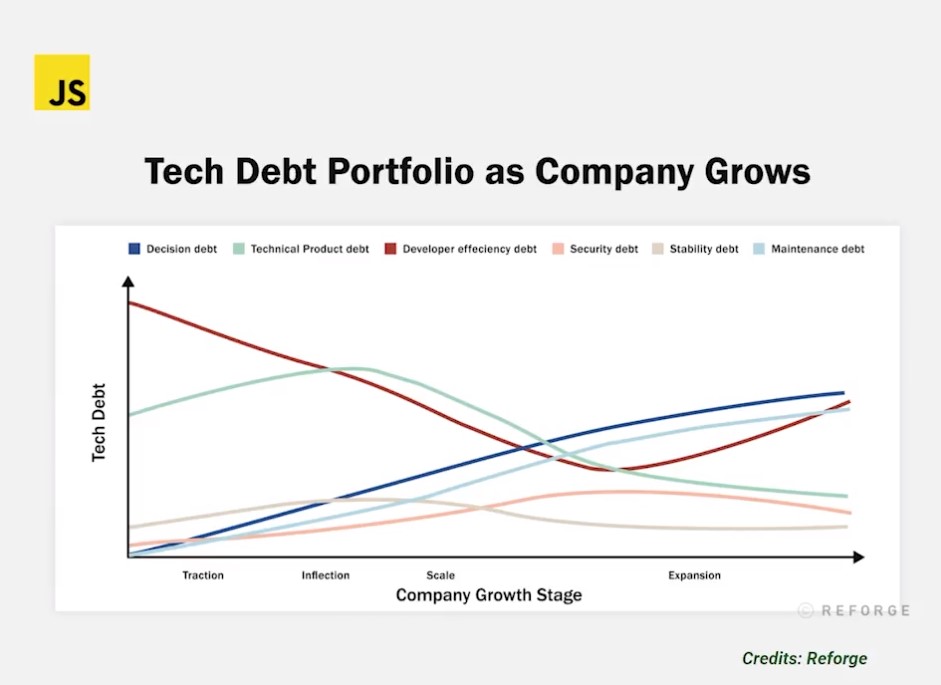 JS
Tech Debt Portfolio as Company Grows
Decision debt Technical Product debt Developer effeciency debt Security debt Stability debt Maintenance debt
Tech Debt
Traction Inflection Scale Expansion
Company Growth Stage
© REFORGE
Credits: Reforge